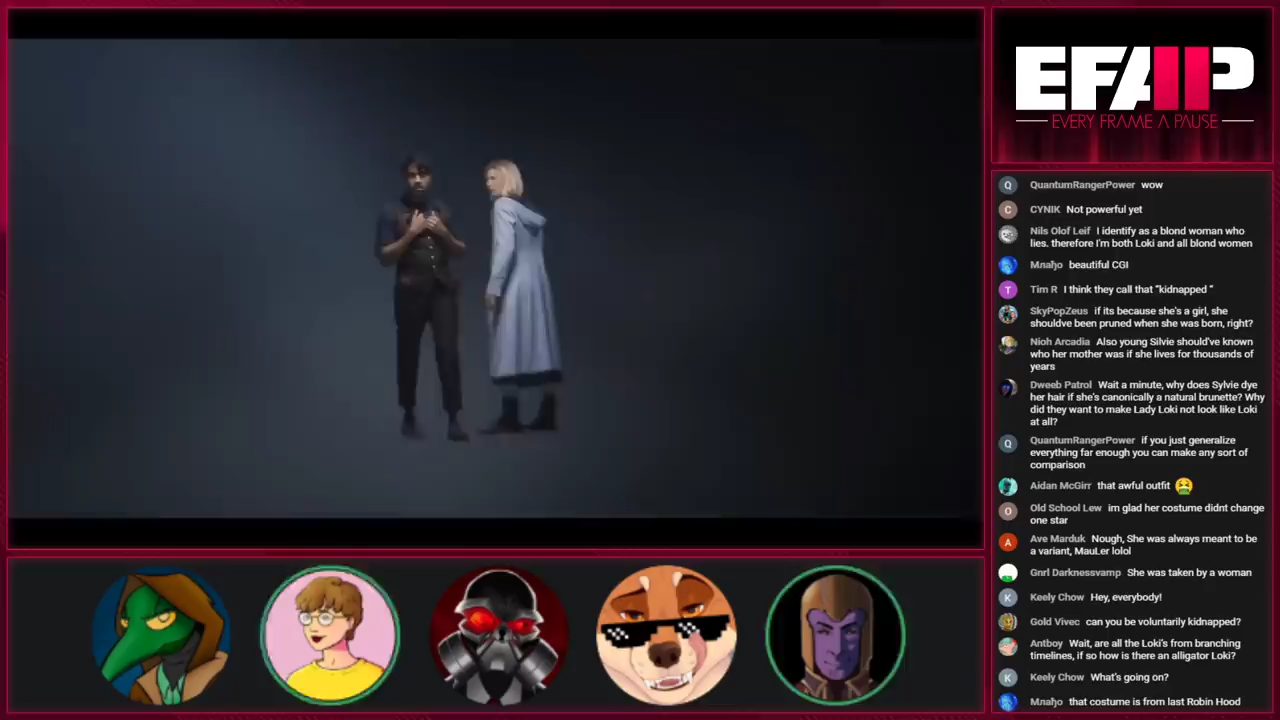 EFAP
EVERY FRAME A PAUSE
Q QuantumRangerPower wow
C CYNIK Not powerful yet
Nils Olof Leif I identify as a blond woman who
lies. therefore I'm both Loki and all blond women
Млађо beautiful CGI
T Tim R I think they call that "kidnapped "
SkyPopZeus if its because she's a girl, she
shouldve been pruned when she was born, right?
Nioh Arcadia Also young Silvie should've known
who her mother was if she lives for thousands of
years
Dweeb Patrol Wait a minute, why does Sylvie dye
her hair if she's canonically a natural brunette? Why
did they want to make Lady Loki not look like Loki
at all?
Q QuantumRangerPower if you just generalize
everything far enough you can make any sort of
comparison
Aidan McGirr that awful outfit 🤮
O Old School Lew im glad her costume didnt change
one star
A Ave Marduk Nough, She was always meant to be
a variant, MauLer lolol
Gnrl Darknessvamp She was taken by a woman
K Keely Chow Hey, everybody!
Gold Vivec can you be voluntarily kidnapped?
Antboy Wait, are all the Loki's from branching
timelines, if so how is there an alligator Loki?
K Keely Chow What's going on?
Млађо that costume is from last Robin Hood